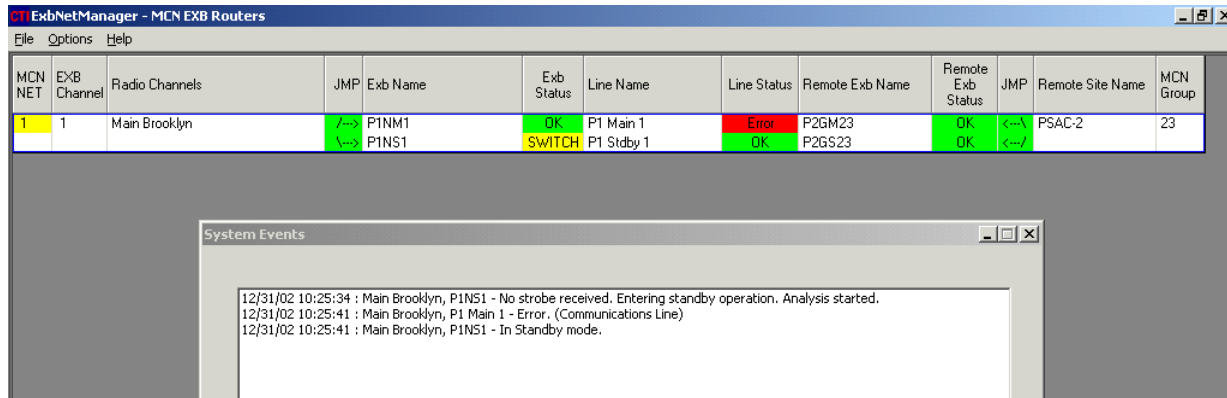 CTI ExbNetManager - MCN EXB Routers
File Options Help
MCN NET EXB Channel Radio Channels JMP Exb Name Exb Status Line Name Line Status Remote Exb Name Remote Exb Status JMP Remote Site Name MCN Group
1 1 Main Brooklyn /---> P1NM1 OK P1 Main 1 Error P2GM23 OK <---\ PSAC-2 23
\---> P1NS1 SWITCH P1 Stdby 1 OK P2GS23 OK <---/
System Events
12/31/02 10:25:34 : Main Brooklyn, P1NS1 - No strobe received. Entering standby operation. Analysis started.
12/31/02 10:25:41 : Main Brooklyn, P1 Main 1 - Error. (Communications Line)
12/31/02 10:25:41 : Main Brooklyn, P1NS1 - In Standby mode.